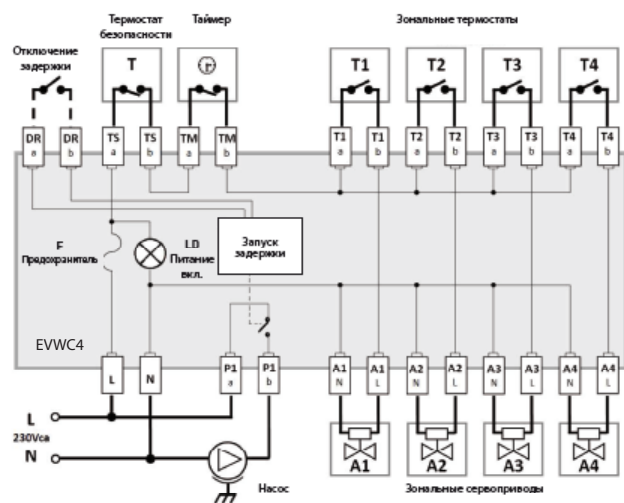 Термостат безопасности
Таймер
Зональные термостаты
Отключение задержки
T
T1
T2
T3
T4
DR a
DR b
TS a
TS b
TM a
TM b
T1 a
T1 b
T2 a
T2 b
T3 a
T3 b
T4 a
T4 b
F
Предохранитель
LD
Питание вкл.
Запуск задержки
EVWC4
L
N
P1 a
P1 b
A1 N
A1 L
A2 N
A2 L
A3 N
A3 L
A4 N
A4 L
L
230Vca
N
Насос
A1
A2
A3
A4
Зональные сервоприводы